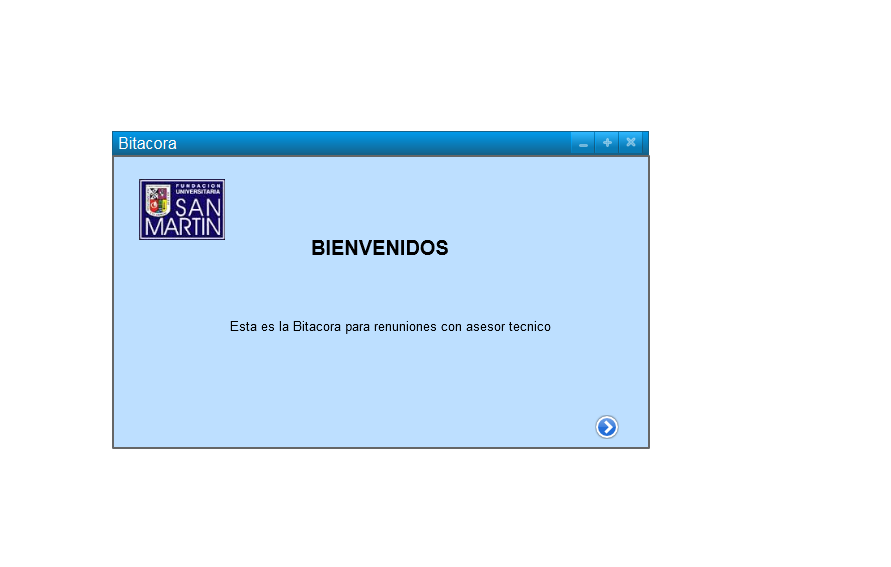 Bitacora
FUNDACION
UNIVERSITARIA
SAN
MARTIN
BIENVENIDOS
Esta es la Bitacora para renuniones con asesor tecnico